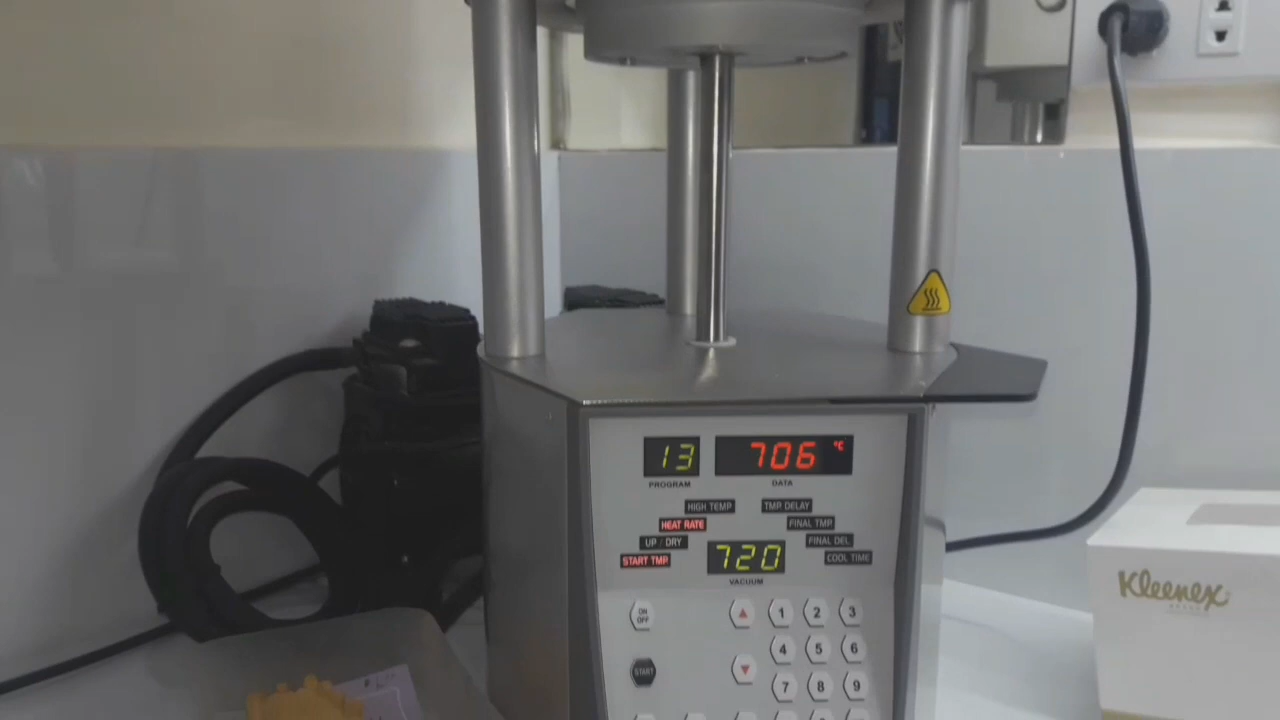 13
706 °C
PROGRAM
DATA
HIGH TEMP
TMP DELAY
HEAT RATE
FINAL TMP
UP / DRY
FINAL DEL
START TMP
720
COOL TIME
VACUUM
ON
OFF
1 2 3
4 5 6
START
7 8 9
Kleenex